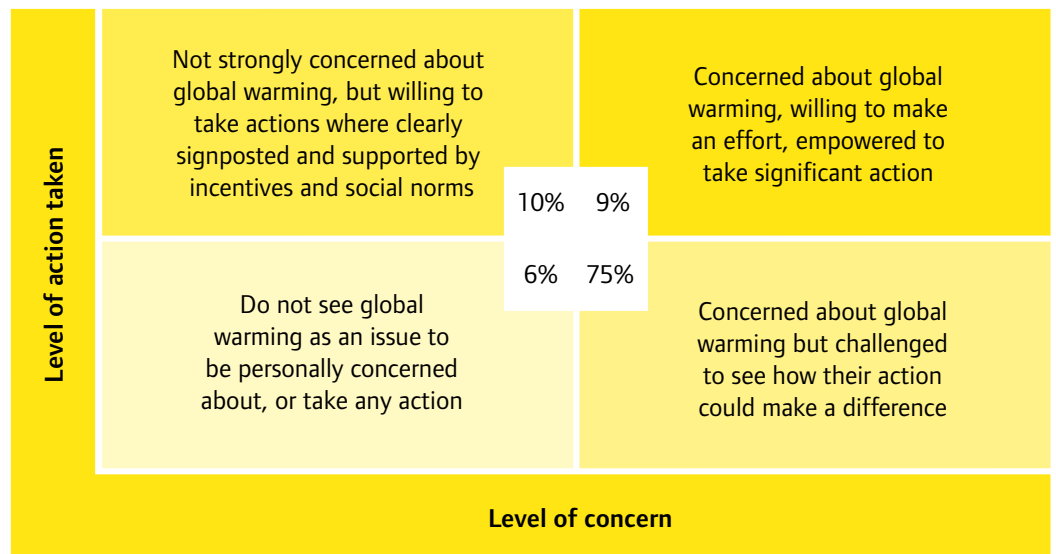 Not strongly concerned about
global warming, but willing to
take actions where clearly
signposted and supported by
incentives and social norms
Concerned about global
warming, willing to make
an effort, empowered to
take significant action
10% 9%
6% 75%
Do not see global
warming as an issue to
be personally concerned
about, or take any action
Concerned about global
warming but challenged
to see how their action
could make a difference
Level of action taken
Level of concern